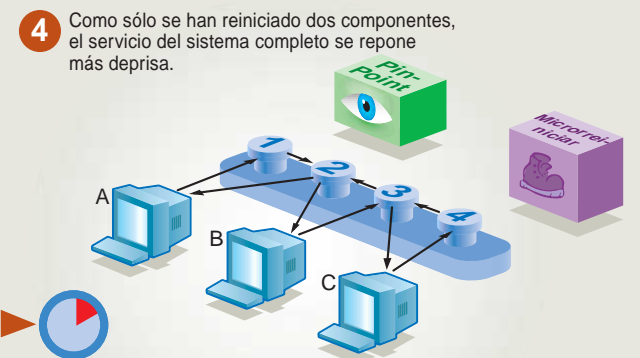 4
Como sólo se han reiniciado dos componentes,
el servicio del sistema completo se repone
más deprisa.
Pin-
Point
Microrrei-
niciar
1
2
3
4
A
B
C